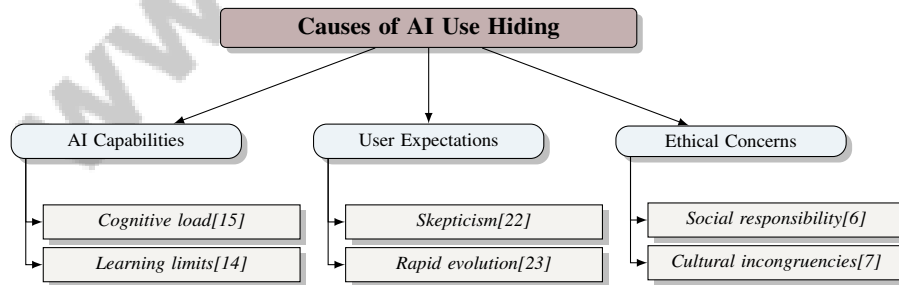 Causes of AI Use Hiding
AI Capabilities
User Expectations
Ethical Concerns
Cognitive load[15]
Skepticism[22]
Social responsibility[6]
Learning limits[14]
Rapid evolution[23]
Cultural incongruencies[7]
www